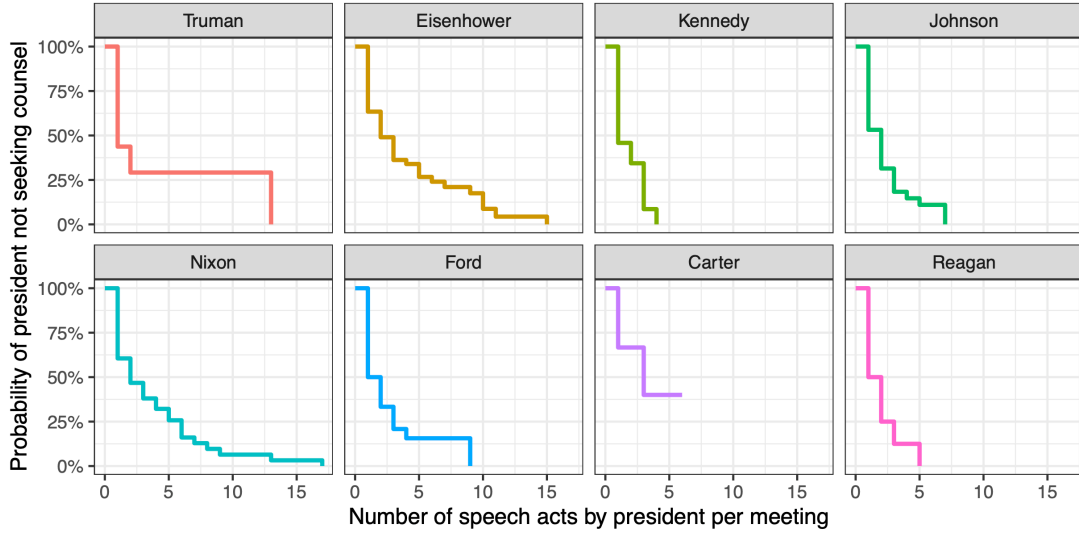 Truman Eisenhower Kennedy Johnson
Probability of president not seeking counsel
100%
75%
50%
25%
0%
Nixon Ford Carter Reagan
100%
75%
50%
25%
0%
0 5 10 15 0 5 10 15 0 5 10 15 0 5 10 15
Number of speech acts by president per meeting